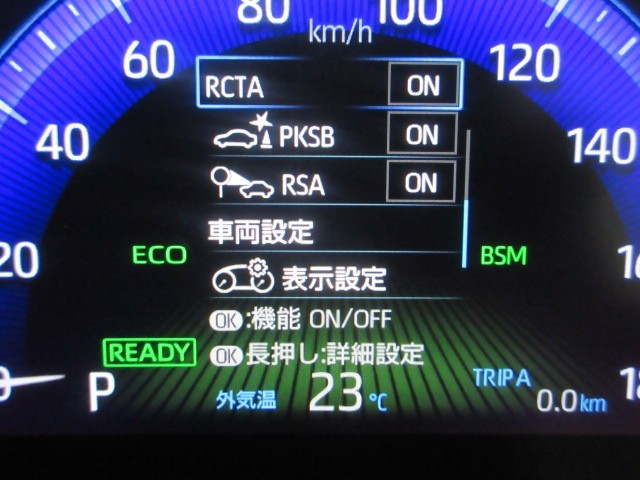 80 100
km/h
60 120
RCTA ON
40 PKSB ON 140
RSA ON
車両設定
20 ECO BSM
表示設定
OK:機能 ON/OFF
READY OK 長押し:詳細設定
P 外気温 23℃ TRIP A
0.0km